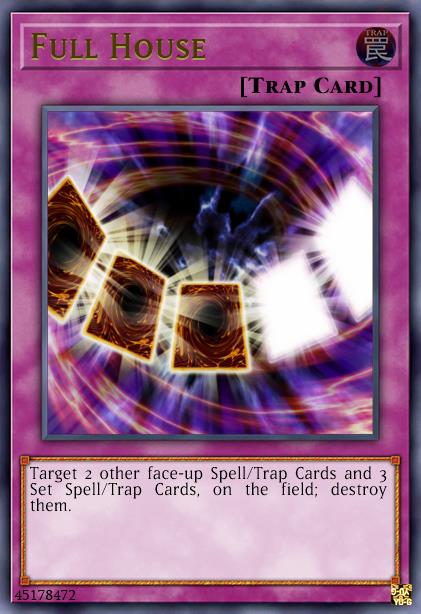 Full House
TRAP
罠
[Trap Card]
Target 2 other face-up Spell/Trap Cards and 3
Set Spell/Trap Cards, on the field; destroy
them.
45178472